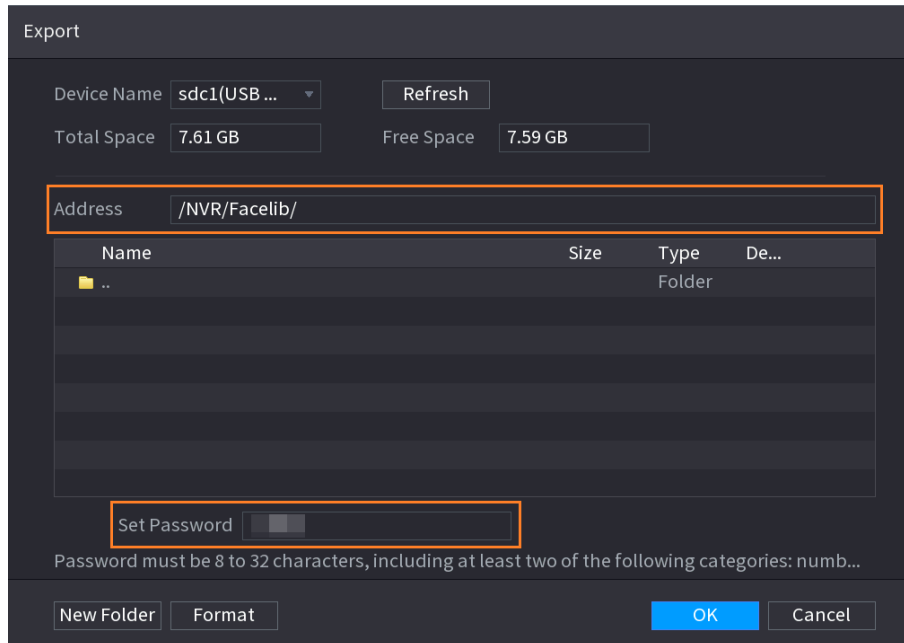 Export
Device Name sdc1(USB ... Refresh
Total Space 7.61 GB Free Space 7.59 GB
Address /NVR/Facelib/
Name Size Type De...
.. Folder
Set Password
Password must be 8 to 32 characters, including at least two of the following categories: numb...
New Folder Format OK Cancel